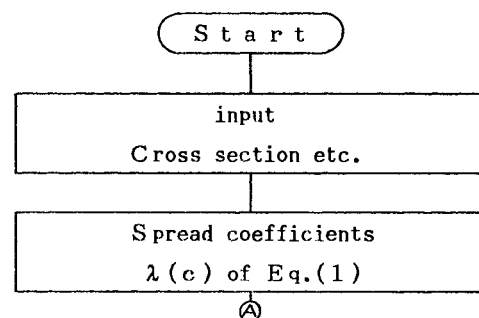 Start
input
Cross section etc.
Spread coefficients
λ(c) of Eq.(1)
A